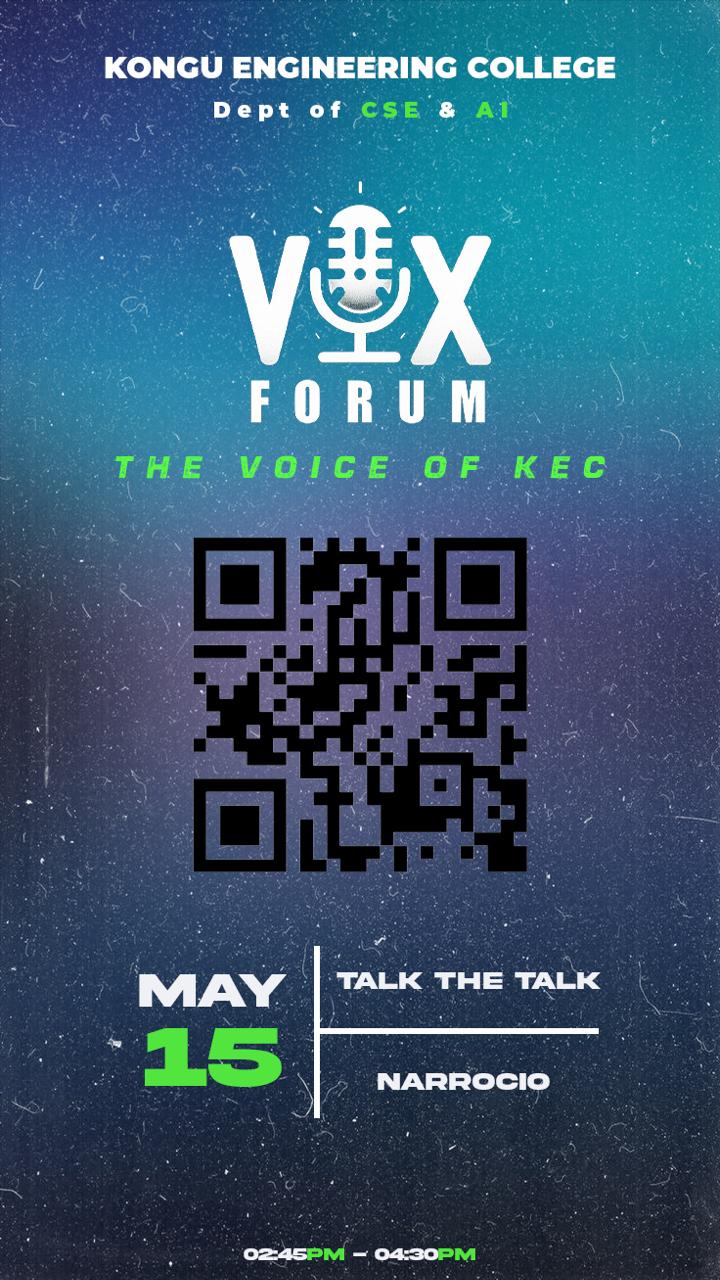 KONGU ENGINEERING COLLEGE
Dept of CSE & AI
VOX
FORUM
THE VOICE OF KEC
MAY
15
TALK THE TALK
NARROCIO
02:45PM – 04:30PM